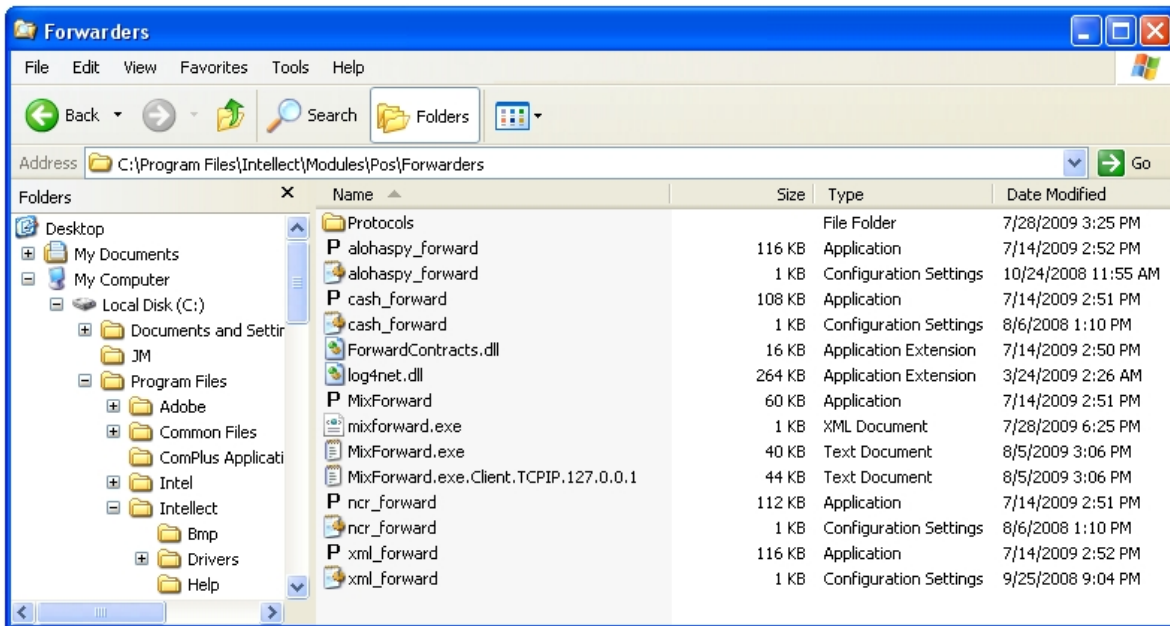 Forwarders
File Edit View Favorites Tools Help
Back Search Folders
Address C:\Program Files\Intellect\Modules\Pos\Forwarders Go
Folders × Name Size Type Date Modified
Desktop
My Documents
My Computer
Local Disk (C:)
Documents and Settin
JM
Program Files
Adobe
Common Files
ComPlus Applicati
Intel
Intellect
Bmp
Drivers
Help
Protocols File Folder 7/28/2009 3:25 PM
P alohaspy_forward 116 KB Application 7/14/2009 2:52 PM
alohaspy_forward 1 KB Configuration Settings 10/24/2008 11:55 AM
P cash_forward 108 KB Application 7/14/2009 2:51 PM
cash_forward 1 KB Configuration Settings 8/6/2008 1:10 PM
ForwardContracts.dll 16 KB Application Extension 7/14/2009 2:50 PM
log4net.dll 264 KB Application Extension 3/24/2009 2:26 AM
P MixForward 60 KB Application 7/14/2009 2:51 PM
mixforward.exe 1 KB XML Document 7/28/2009 6:25 PM
MixForward.exe 40 KB Text Document 8/5/2009 3:06 PM
MixForward.exe.Client.TCPIP.127.0.0.1 44 KB Text Document 8/5/2009 3:06 PM
P ncr_forward 112 KB Application 7/14/2009 2:51 PM
ncr_forward 1 KB Configuration Settings 8/6/2008 1:10 PM
P xml_forward 116 KB Application 7/14/2009 2:52 PM
xml_forward 1 KB Configuration Settings 9/25/2008 9:04 PM